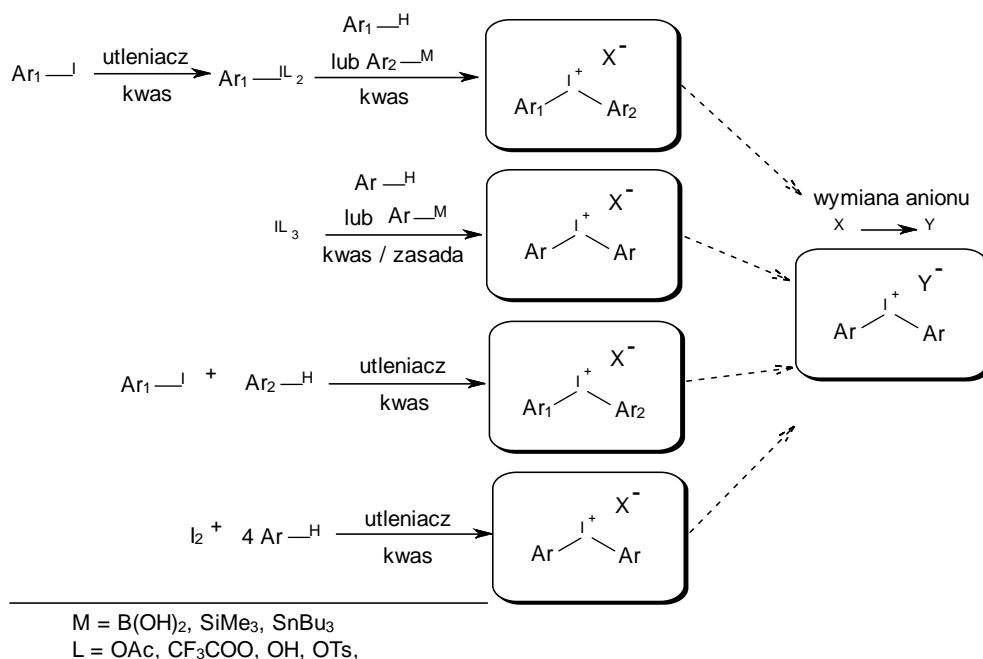 Ar1—H
lub Ar2—M
Ar1—I utleniacz kwas Ar1—IL2 kwas
X-
I+
Ar1 Ar2
Ar—H
lub Ar—M
IL3 kwas / zasada
X-
I+
Ar Ar
wymiana anionu
X Y
Y-
I+
Ar Ar
Ar1—I + Ar2—H utleniacz kwas
X-
I+
Ar1 Ar2
I2 + 4 Ar—H utleniacz kwas
X-
I+
Ar Ar
M = B(OH)2, SiMe3, SnBu3
L = OAc, CF3COO, OH, OTs,